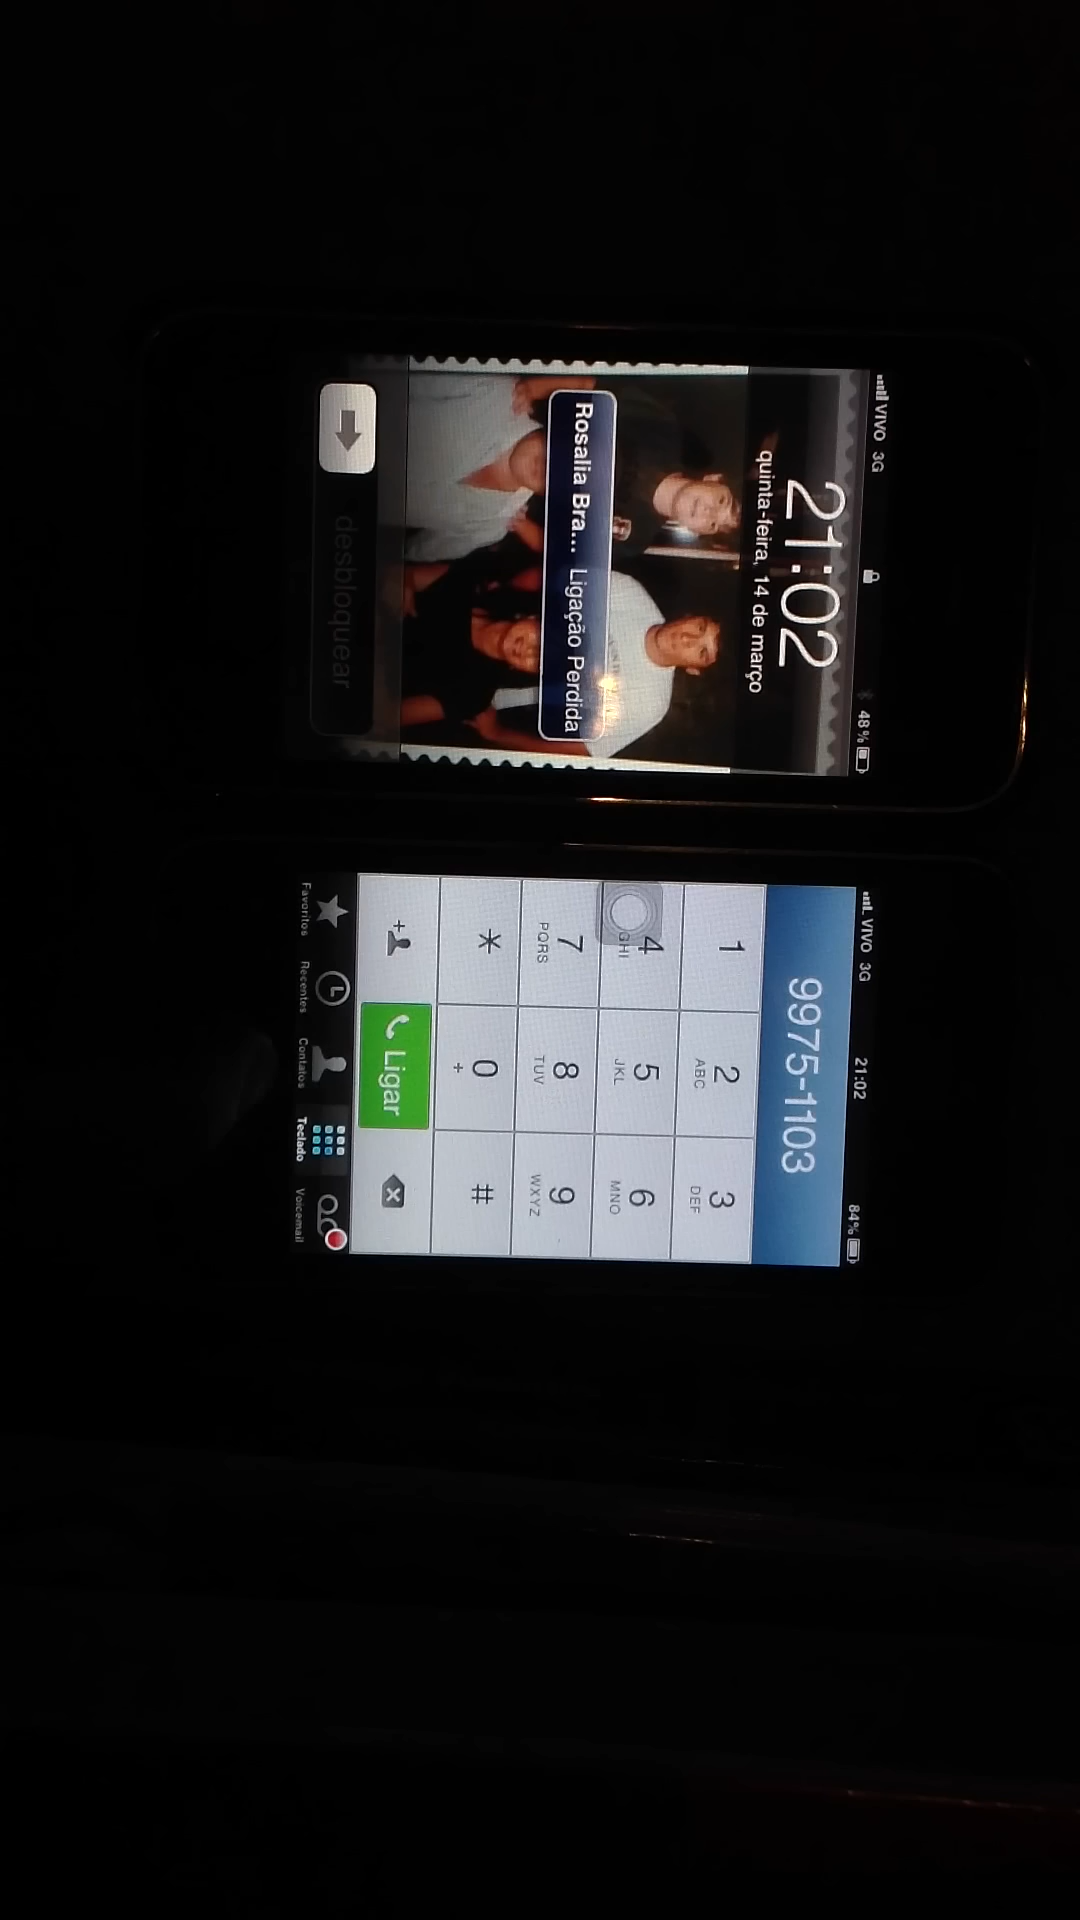 VIVO 3G 48%
21:02
quinta-feira, 14 de março
Rosalia Bra... Ligação Perdida
desbloquear
VIVO 3G 21:02 84%
9975-1103
1 2 3
ABC DEF
4 5 6
GHI JKL MNO
7 8 9
PQRS TUV WXYZ
* 0 #
+
+ Ligar
Favoritos Recentes Contatos Teclado Voicemail